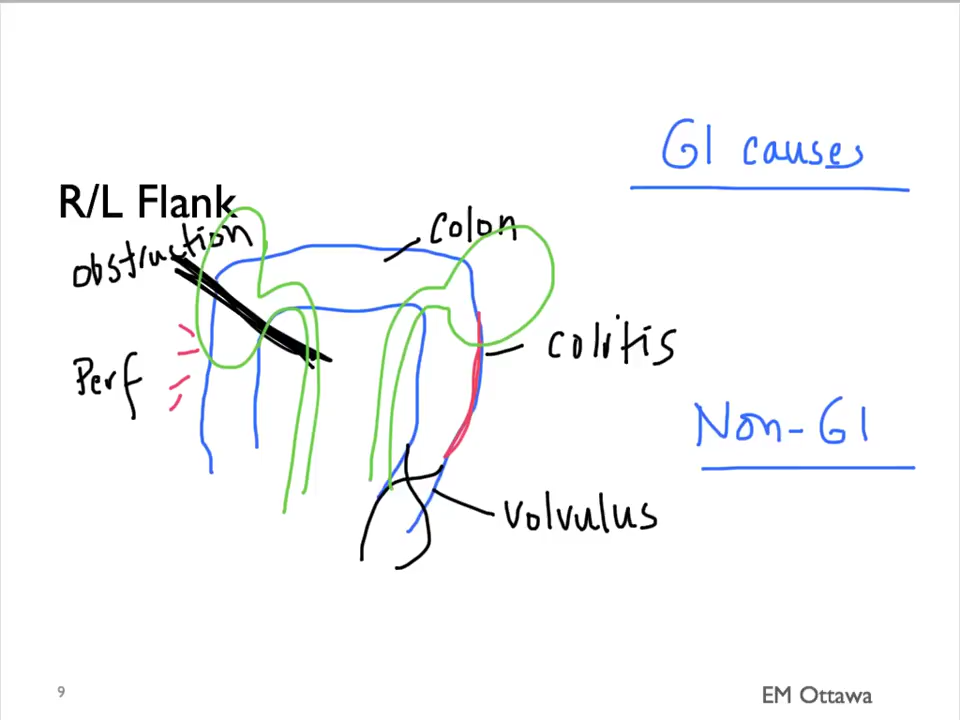 GI causes
R/L Flank
obstruction
colon
colitis
Perf
Non-GI
volvulus
9
EM Ottawa